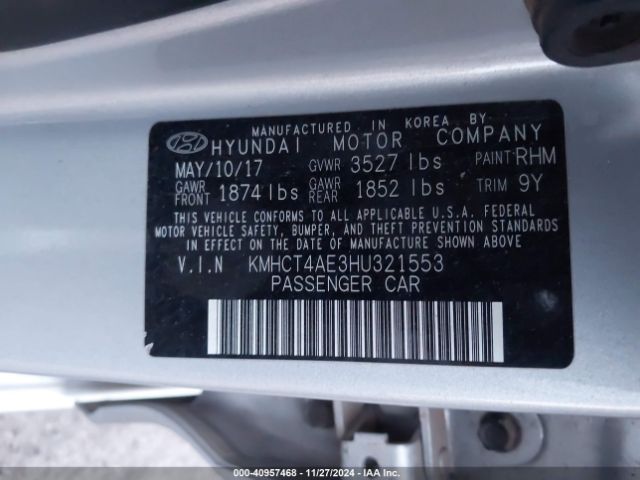 MANUFACTURED IN KOREA BY
HYUNDAI MOTOR COMPANY
MAY/10/17 GVWR 3527 lbs PAINT:RHM
GAWR FRONT 1874 lbs GAWR REAR 1852 lbs TRIM 9Y
THIS VEHICLE CONFORMS TO ALL APPLICABLE U.S.A. FEDERAL
MOTOR VEHICLE SAFETY, BUMPER, AND THEFT PREVENTION STANDARDS
IN EFFECT ON THE DATE OF MANUFACTURE SHOWN ABOVE
V.I.N KMHCT4AE3HU321553
PASSENGER CAR
000-40957468 - 11/27/2024 - IAA Inc.